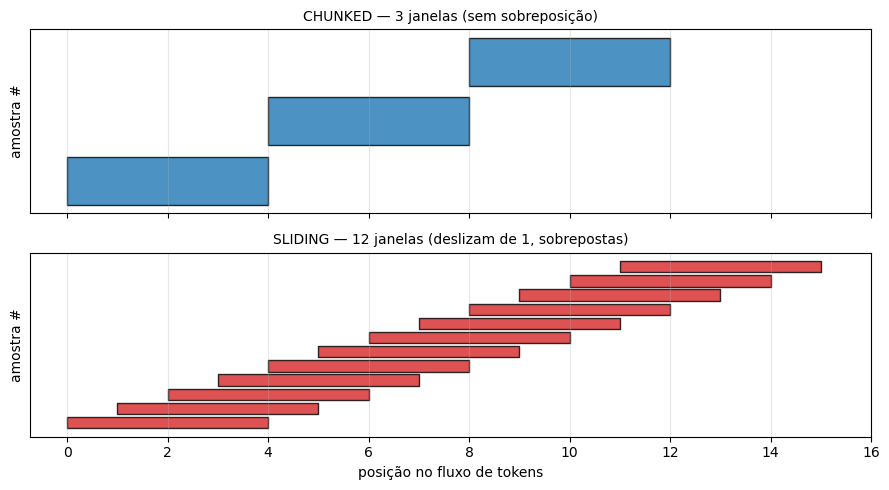 CHUNKED — 3 janelas (sem sobreposição)
amostra #
SLIDING — 12 janelas (deslizam de 1, sobrepostas)
amostra #
0 2 4 6 8 10 12 14 16
posição no fluxo de tokens